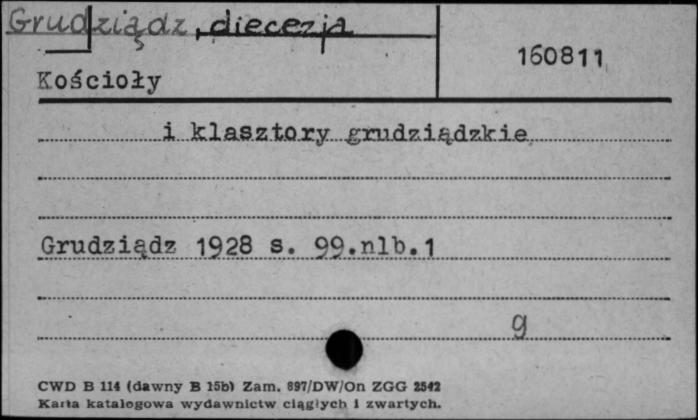 Grudziądz, diecezja
160811
Kościoły
i klasztory grudziądzkie
Grudziądz 1928 s. 99.nlb.1
g
CWD B 114 (dawny B 15b) Zam. 897/DW/On ZGG 2542
Karta katalogowa wydawnictw ciągłych i zwartych.